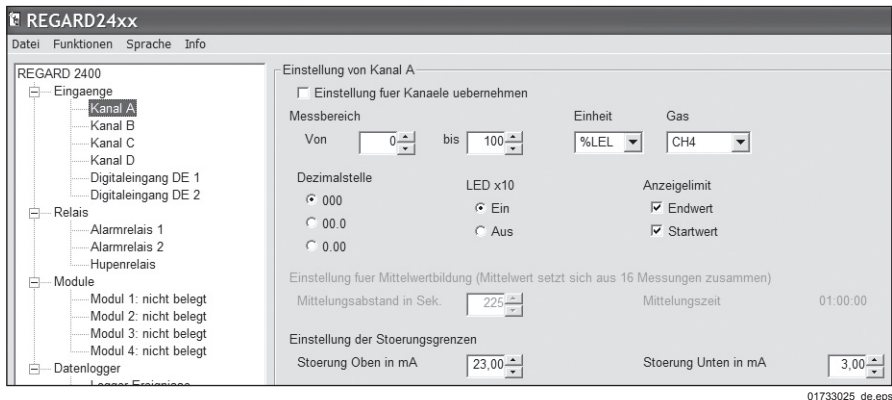 REGARD24xx
Datei Funktionen Sprache Info
REGARD 2400
Eingaenge
Kanal A
Kanal B
Kanal C
Kanal D
Digitaleingang DE 1
Digitaleingang DE 2
Relais
Alarmrelais 1
Alarmrelais 2
Hupenrelais
Module
Modul 1: nicht belegt
Modul 2: nicht belegt
Modul 3: nicht belegt
Modul 4: nicht belegt
Datenlogger
Logger Ereignisse
Einstellung von Kanal A
Einstellung fuer Kanaele uebernehmen
Messbereich Einheit Gas
Von 0 bis 100 %LEL CH4
Dezimalstelle LED x10 Anzeigelimit
000 Ein Endwert
00.0 Aus Startwert
0.00
Einstellung fuer Mittelwertbildung (Mittelwert setzt sich aus 16 Messungen zusammen)
Mittelungsabstand in Sek. 225 Mittelungszeit 01:00:00
Einstellung der Stoerungsgrenzen
Stoerung Oben in mA 23,00 Stoerung Unten in mA 3,00
01733025_de.eps